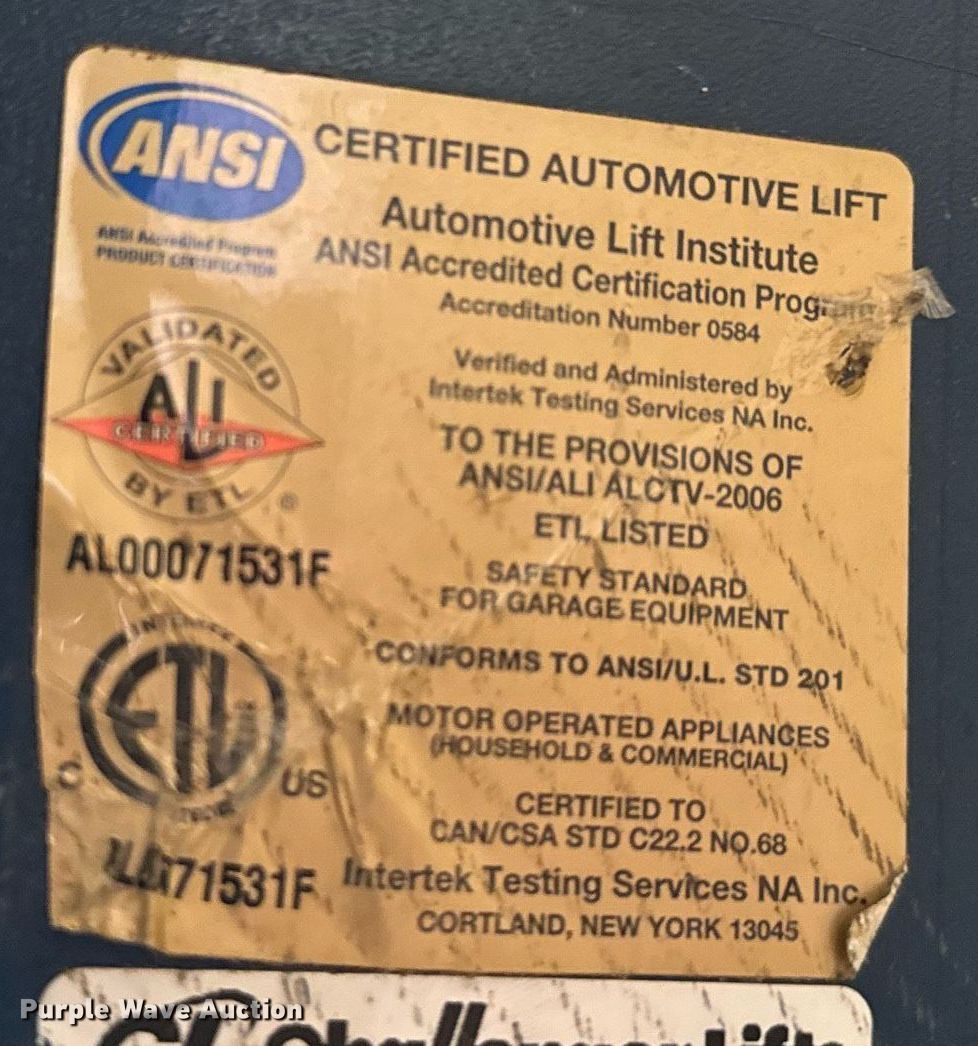 ANSI
ANSI Accredited Program
PRODUCT CERTIFICATION
CERTIFIED AUTOMOTIVE LIFT
Automotive Lift Institute
ANSI Accredited Certification Program
Accreditation Number 0584
Verified and Administered by
Intertek Testing Services NA Inc.
TO THE PROVISIONS OF
ANSI/ALI ALCTV-2006
ETL LISTED
SAFETY STANDARD
FOR GARAGE EQUIPMENT
CONFORMS TO ANSI/U.L. STD 201
MOTOR OPERATED APPLIANCES
(HOUSEHOLD & COMMERCIAL)
CERTIFIED TO
CAN/CSA STD C22.2 NO.68
Intertek Testing Services NA Inc.
CORTLAND, NEW YORK 13045
VALIDATED
ALI
CERTIFIED
BY ETL ®
AL00071531F
ETL
C US
Challenger Lifts
Purple Wave Auction